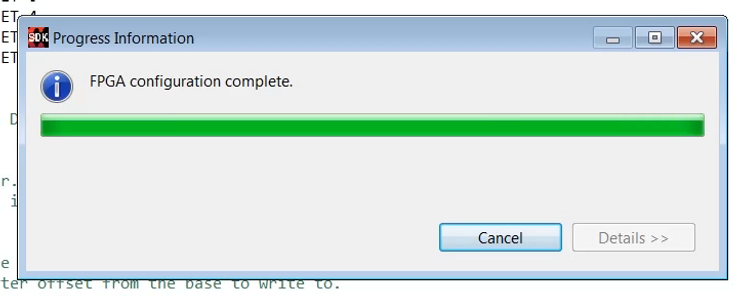 ET
ET
SDK Progress Information
ET
FPGA configuration complete.
D
r.
i
Cancel
Details >>
e
ter offset from the base to write to.